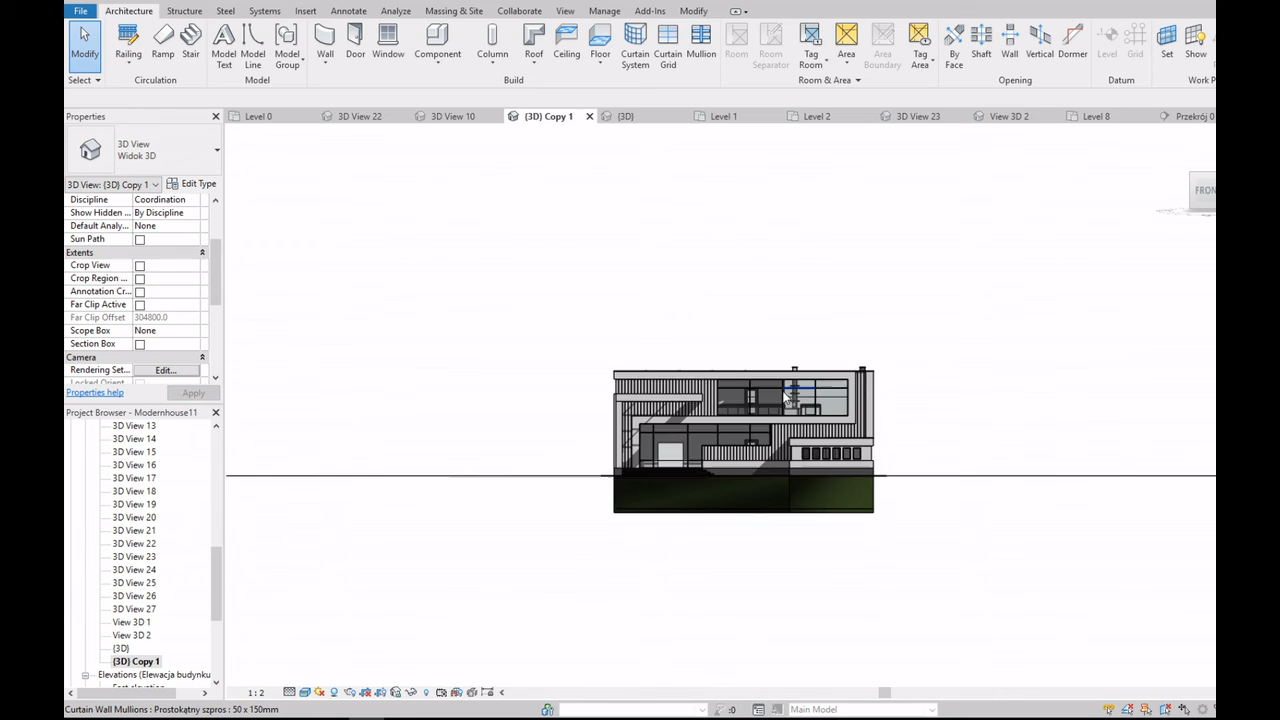 File Architecture Structure Steel Systems Insert Annotate Analyze Massing & Site Collaborate View Manage Add-Ins Modify
Modify Railing Ramp Stair Model Text Model Line Model Group Wall Door Window Component Column Roof Ceiling Floor Curtain System Curtain Grid Mullion Room Room Separator Tag Room Area Area Boundary Tag Area By Face Shaft Wall Vertical Dormer Level Grid Set Show
Select Circulation Model Build Room & Area Opening Datum Work P
Properties
Level 0 3D View 22 3D View 10 {3D} Copy 1 {3D} Level 1 Level 2 3D View 23 View 3D 2 Level 8 Przekrój 0
3D View
Widok 3D
3D View: {3D} Copy 1 Edit Type
Discipline Coordination
Show Hidden ... By Discipline
Default Analy... None
Sun Path
Extents
Crop View
Crop Region ...
Annotation Cr...
Far Clip Active
Far Clip Offset 304800.0
Scope Box None
Section Box
Camera
Rendering Set... Edit...
Locked Orient
Properties help Apply
Project Browser - Modernhouse11
3D View 13
3D View 14
3D View 15
3D View 16
3D View 17
3D View 18
3D View 19
3D View 20
3D View 21
3D View 22
3D View 23
3D View 24
3D View 25
3D View 26
3D View 27
View 3D 1
View 3D 2
{3D}
{3D} Copy 1
Elevations (Elewacja budynku
FRON
1 : 2
Curtain Wall Mullions : Prostokątny szpros : 50 x 150mm
:0
Main Model